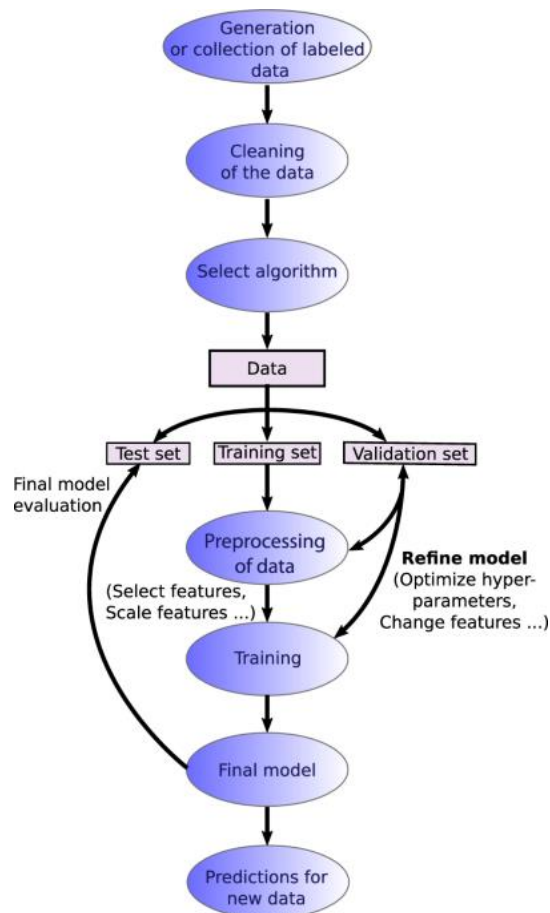 Generation
or collection of labeled
data
Cleaning
of the data
Select algorithm
Data
Test set
Training set
Validation set
Final model
evaluation
Preprocessing
of data
Refine model
(Optimize hyper-
parameters,
Change features ...)
(Select features,
Scale features ...)
Training
Final model
Predictions for
new data